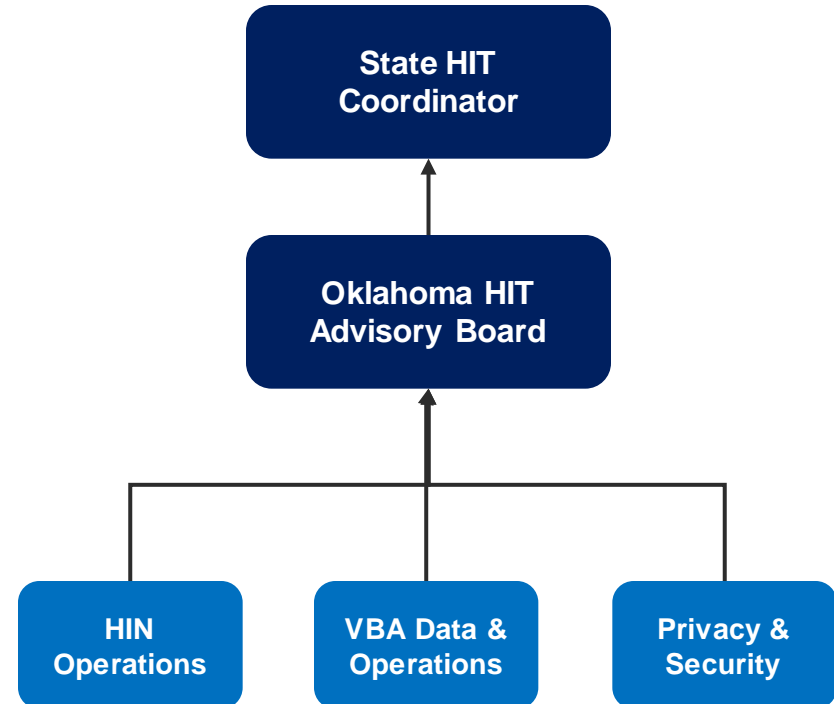 State HIT
Coordinator
Oklahoma HIT
Advisory Board
HIN
Operations
VBA Data &
Operations
Privacy &
Security